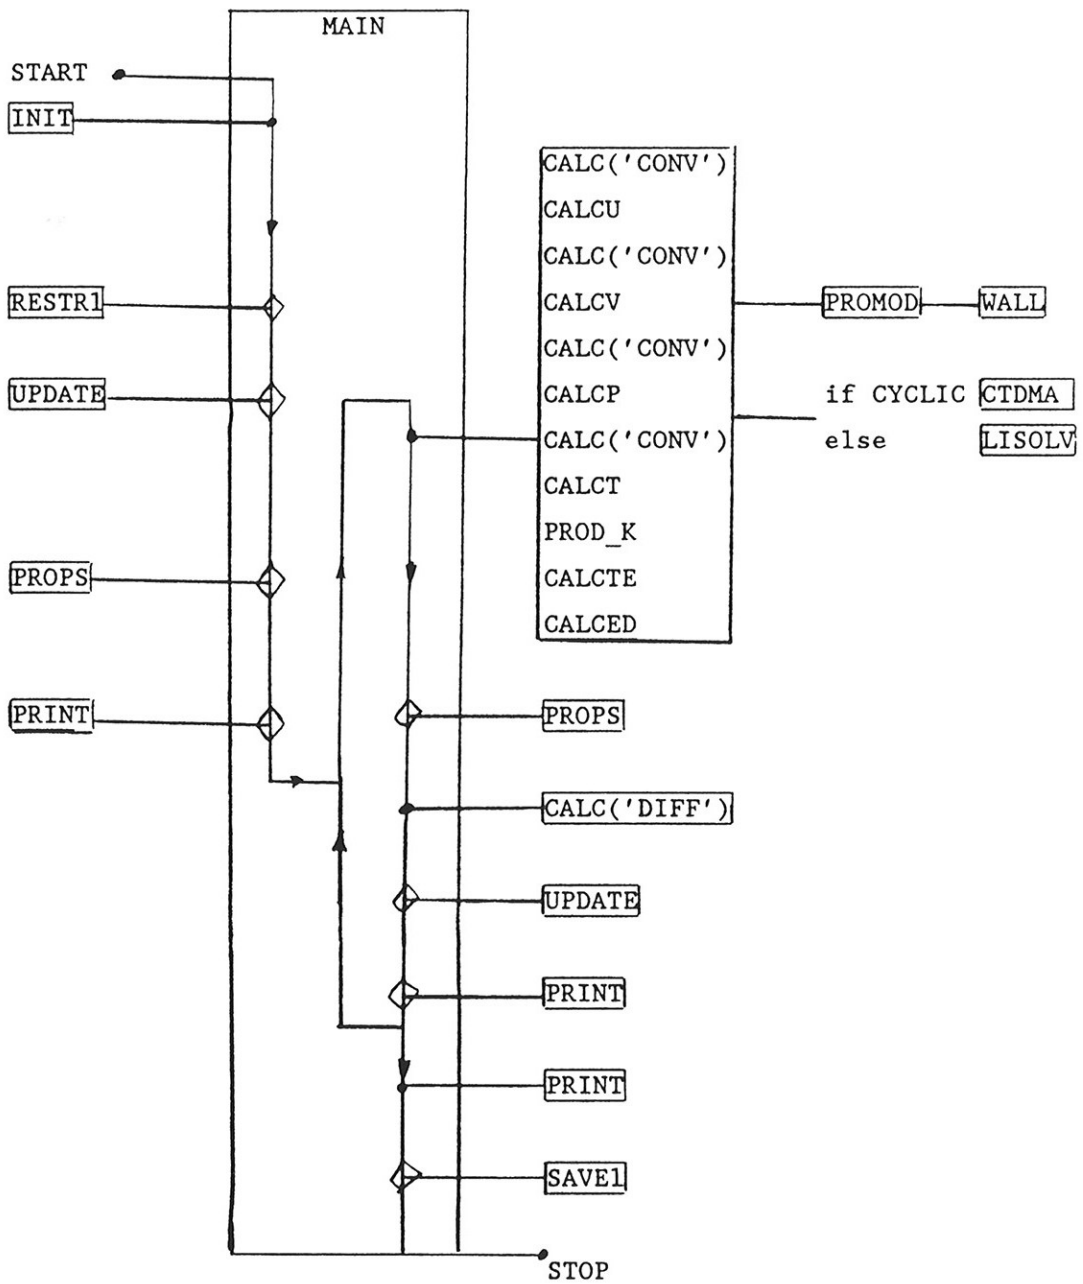 MAIN
START
INIT
RESTR1
UPDATE
PROPS
PRINT
CALC('CONV')
CALCU
CALC('CONV')
CALCV
CALC('CONV')
CALCP
CALC('CONV')
CALCT
PROD_K
CALCTE
CALCED
PROMOD WALL
if CYCLIC CTDMA
else LISOLV
PROPS
CALC('DIFF')
UPDATE
PRINT
PRINT
SAVE1
STOP